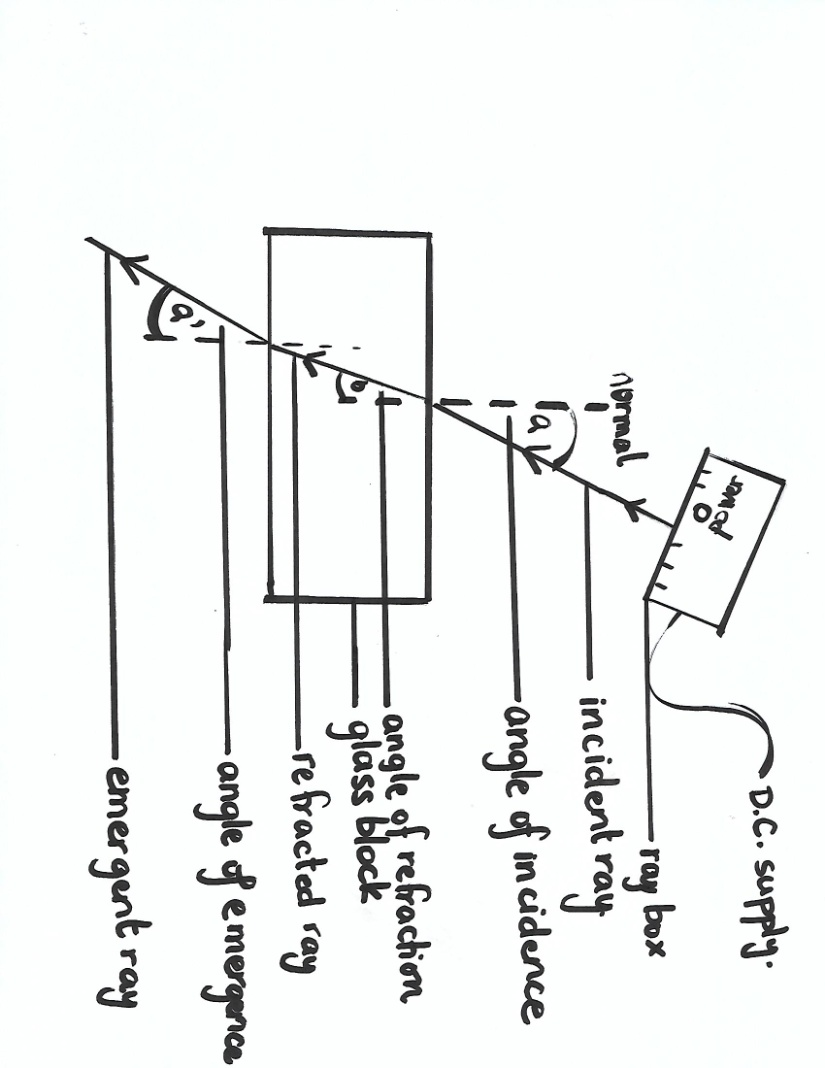 D.C. supply.
power
ray box
normal
incident ray
a
angle of incidence
angle of refraction
b
glass block
refracted ray
a'
angle of emergence
emergent ray